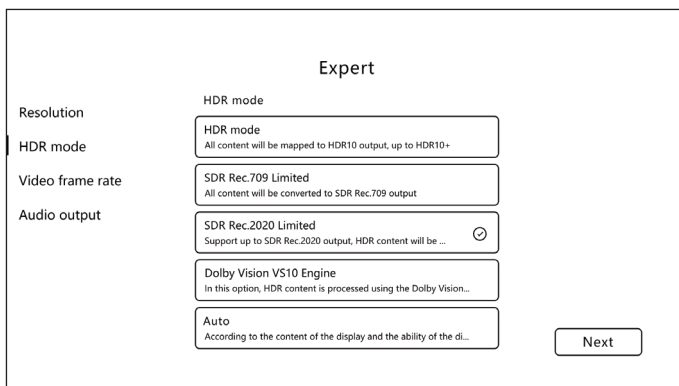 Expert
Resolution
HDR mode
Video frame rate
Audio output
HDR mode
HDR mode
All content will be mapped to HDR10 output, up to HDR10+
SDR Rec.709 Limited
All content will be converted to SDR Rec.709 output
SDR Rec.2020 Limited
Support up to SDR Rec.2020 output, HDR content will be ...
Dolby Vision VS10 Engine
In this option, HDR content is processed using the Dolby Vision...
Auto
According to the content of the display and the ability of the di...
Next